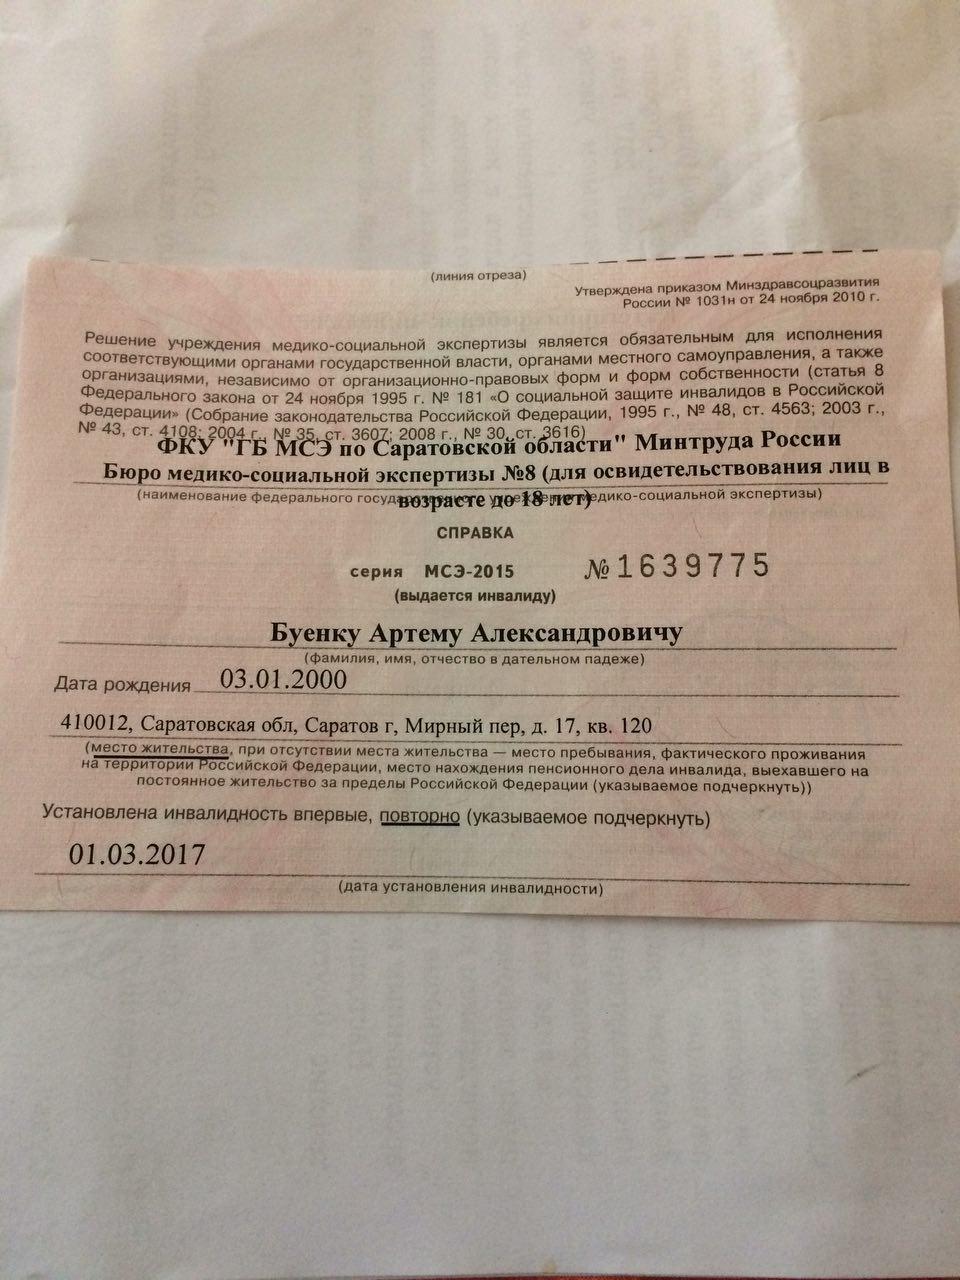 (линия отреза)
Утверждена приказом Минздравсоцразвития
России № 1031н от 24 ноября 2010 г.
Решение учреждения медико-социальной экспертизы является обязательным для исполнения
соответствующими органами государственной власти, органами местного самоуправления, а также
организациями, независимо от организационно-правовых форм и форм собственности (статья 8
Федерального закона от 24 ноября 1995 г. № 181 «О социальной защите инвалидов в Российской
Федерации» (Собрание законодательства Российской Федерации, 1995 г., № 48, ст. 4563; 2003 г.,
№ 43, ст. 4108; 2004 г., № 35, ст. 3607; 2008 г., № 30, ст. 3616)
ФКУ "ГБ МСЭ по Саратовской области" Минтруда России
Бюро медико-социальной экспертизы №8 (для освидетельствования лиц в
(наименование федерального государственного учреждения медико-социальной экспертизы)
возрасте до 18 лет)
СПРАВКА
серия МСЭ-2015 № 1639775
(выдается инвалиду)
Буенку Артему Александровичу
(фамилия, имя, отчество в дательном падеже)
Дата рождения 03.01.2000
410012, Саратовская обл, Саратов г, Мирный пер, д. 17, кв. 120
(место жительства, при отсутствии места жительства — место пребывания, фактического проживания
на территории Российской Федерации, место нахождения пенсионного дела инвалида, выехавшего на
постоянное жительство за пределы Российской Федерации (указываемое подчеркнуть))
Установлена инвалидность впервые, повторно (указываемое подчеркнуть)
01.03.2017
(дата установления инвалидности)